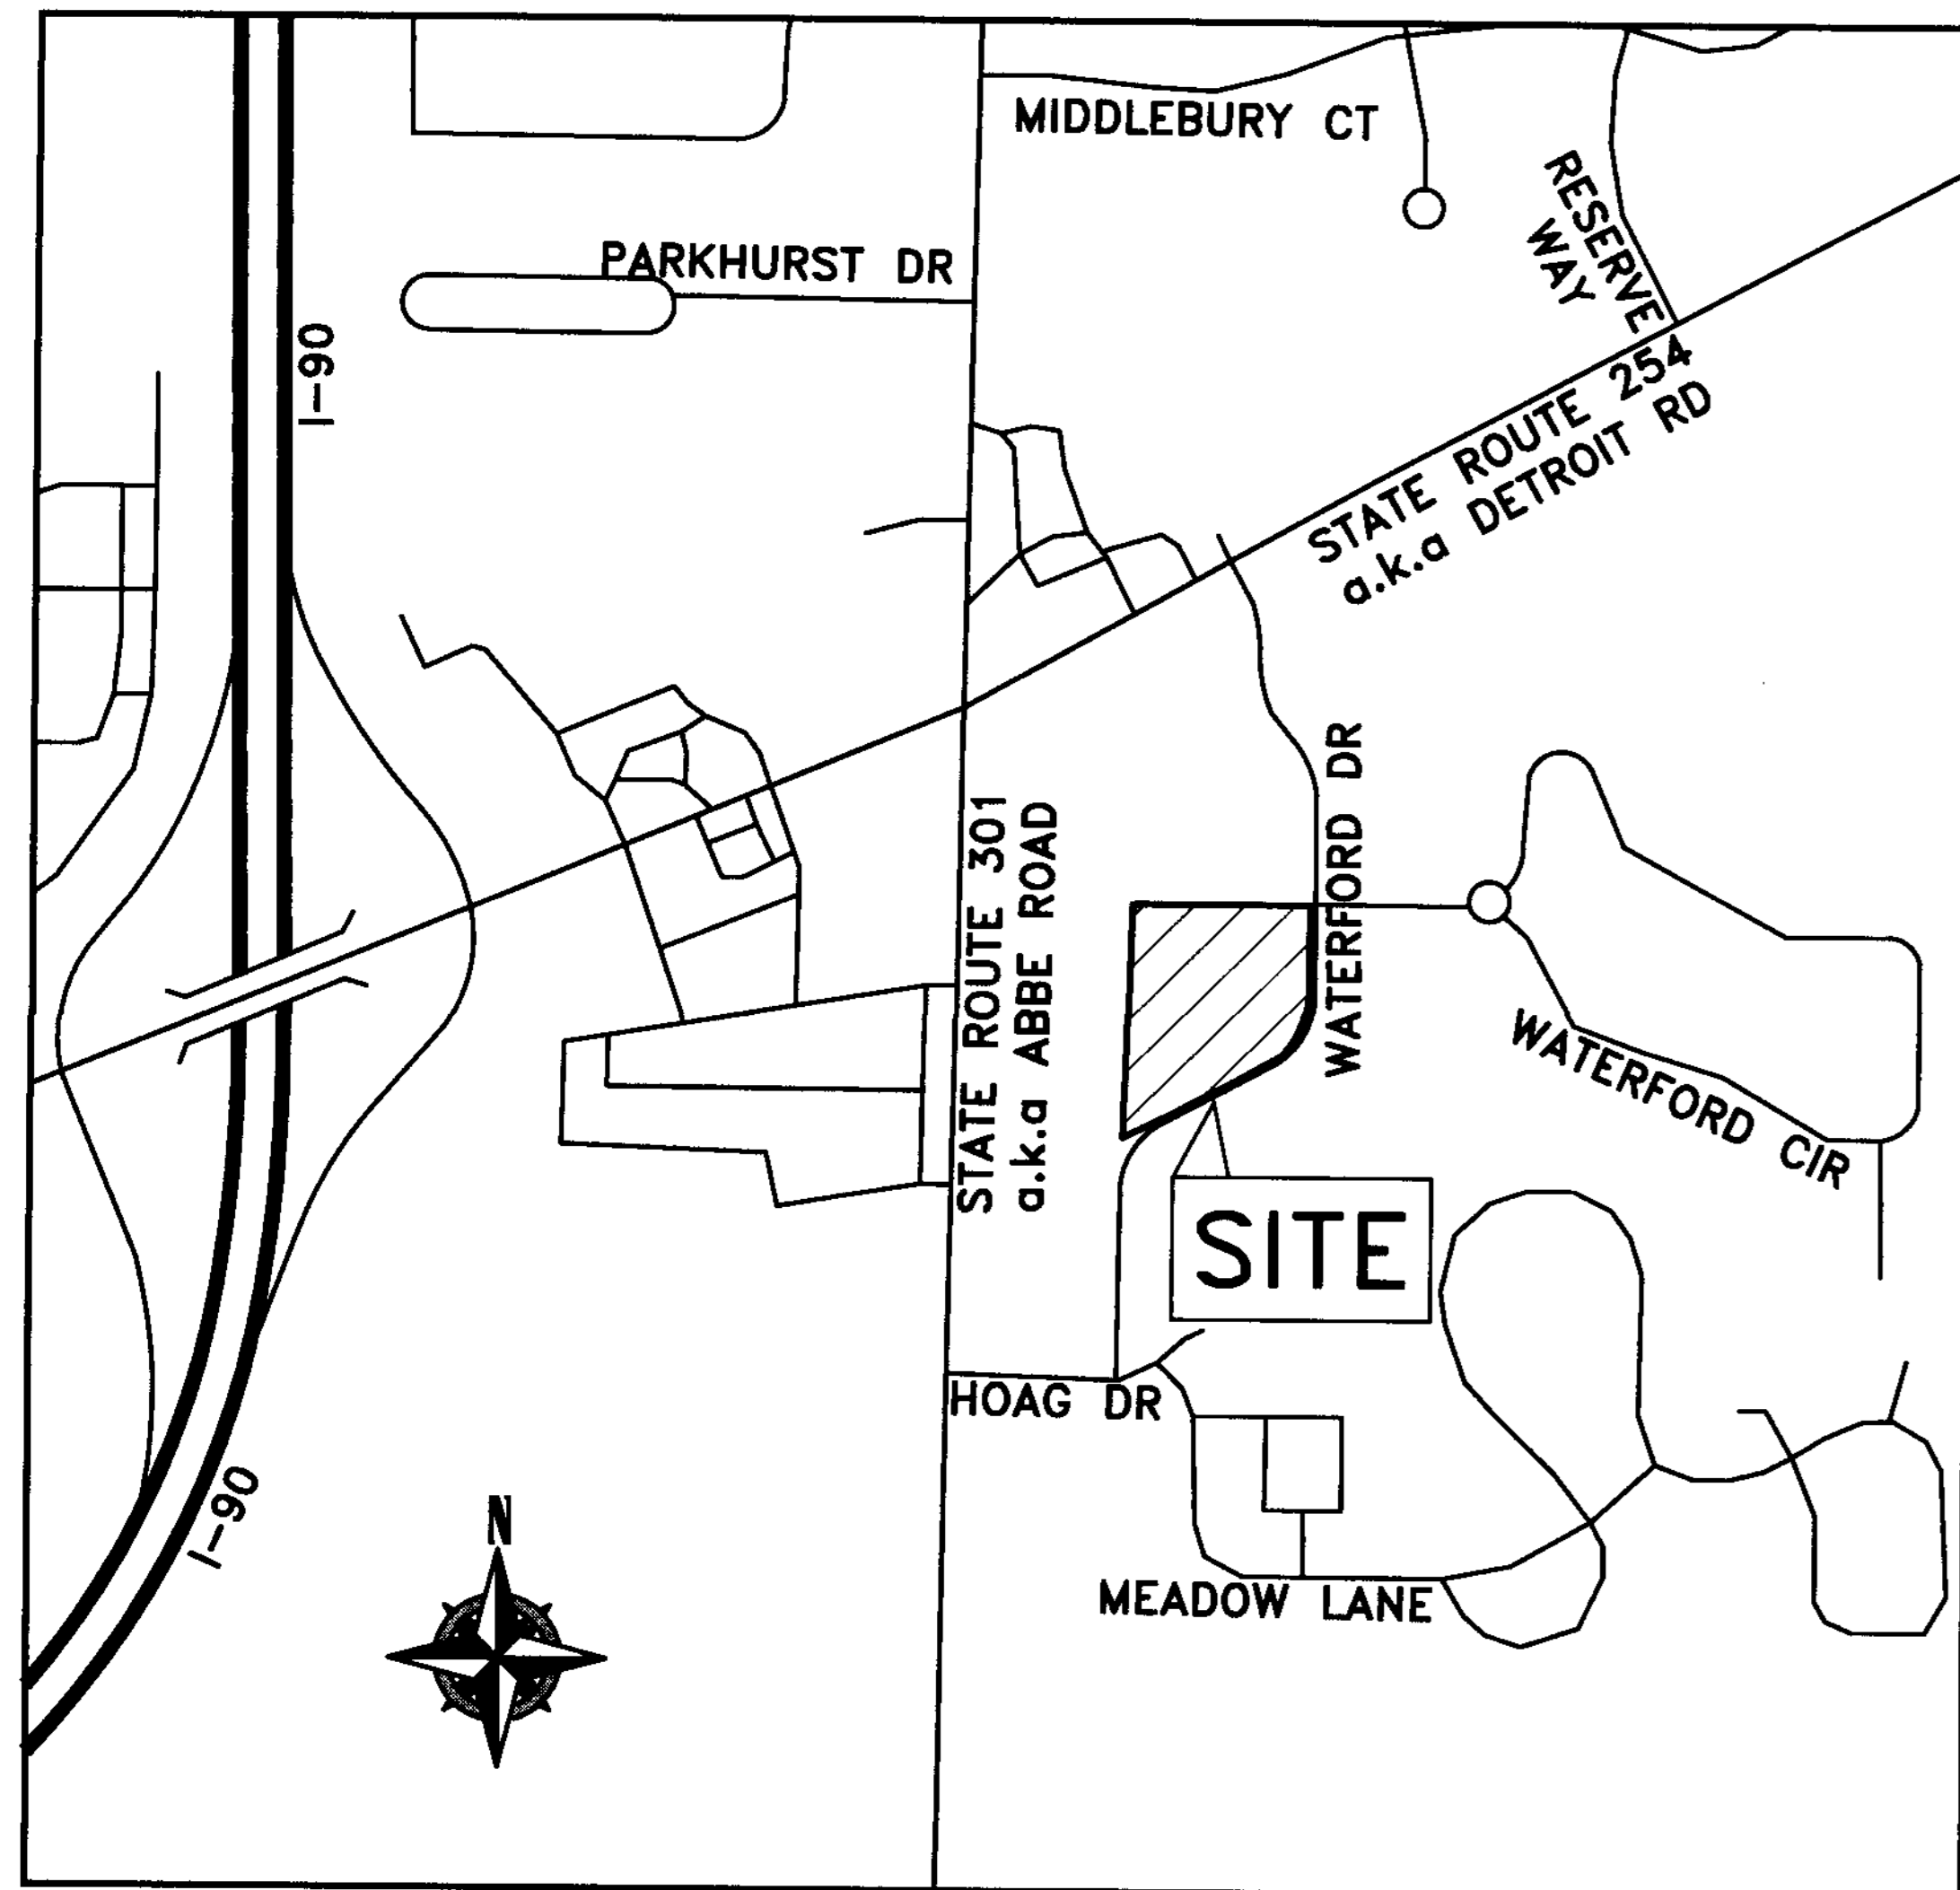 MIDDLEBURY CT
RESERVE
WAY
PARKHURST DR
I-90
STATE ROUTE 254
a.k.a DETROIT RD
WATERFORD DR
STATE ROUTE 301
a.k.a ABBE ROAD
WATERFORD CIR
SITE
HOAG DR
I-90
N
MEADOW LANE